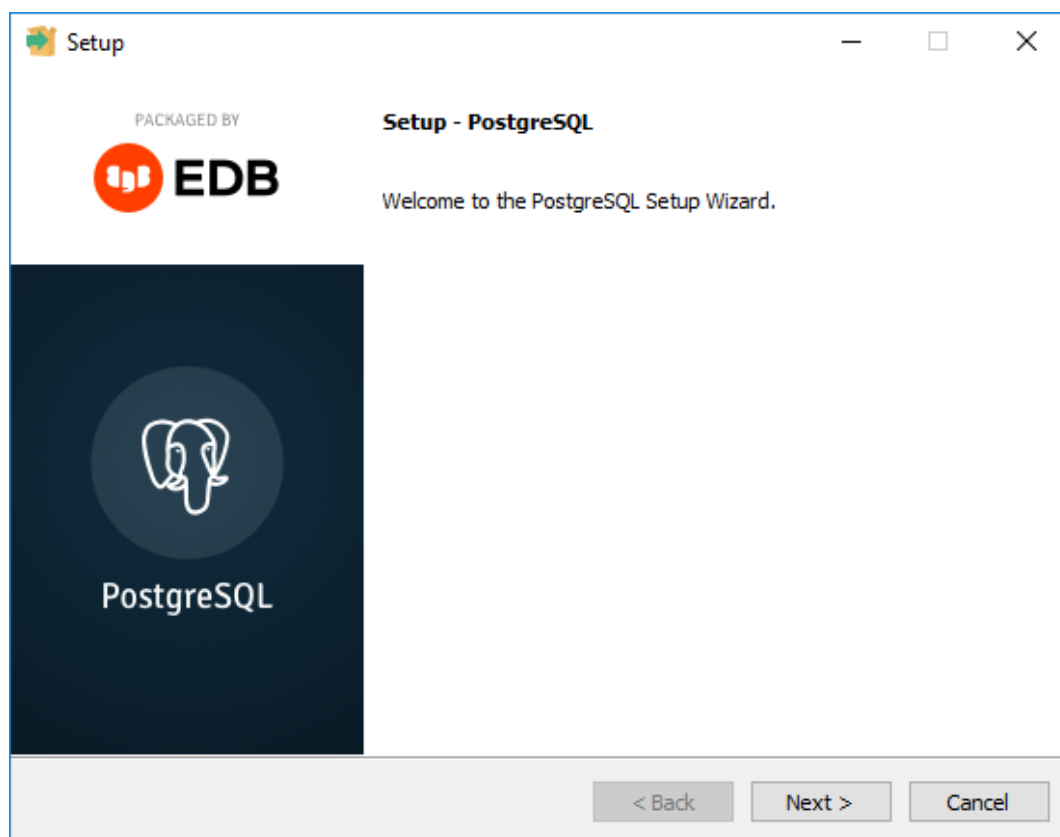 Setup
PACKAGED BY
EDB
Setup - PostgreSQL
Welcome to the PostgreSQL Setup Wizard.
PostgreSQL
< Back
Next >
Cancel